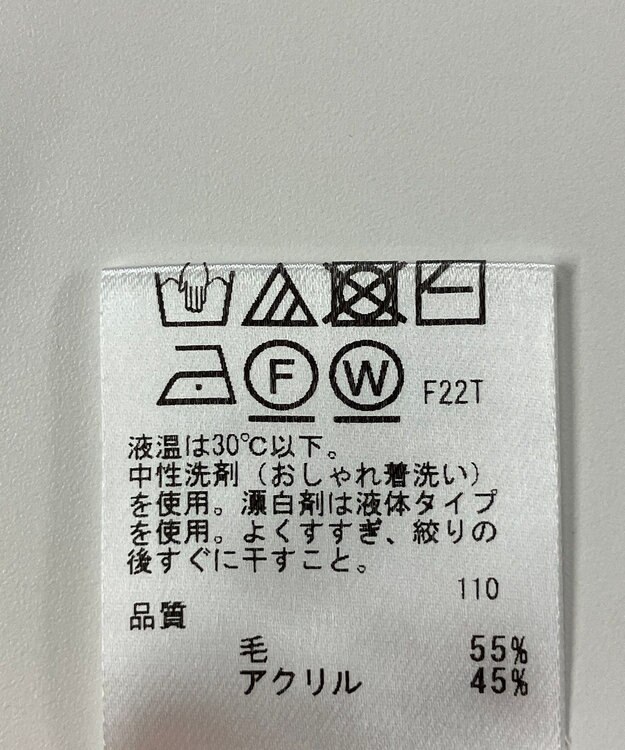 F W F22T
液温は30℃以下。
中性洗剤（おしゃれ着洗い）
を使用。漂白剤は液体タイプ
を使用。よくすすぎ、絞りの
後すぐに干すこと。
110
品質
毛 55%
アクリル 45%